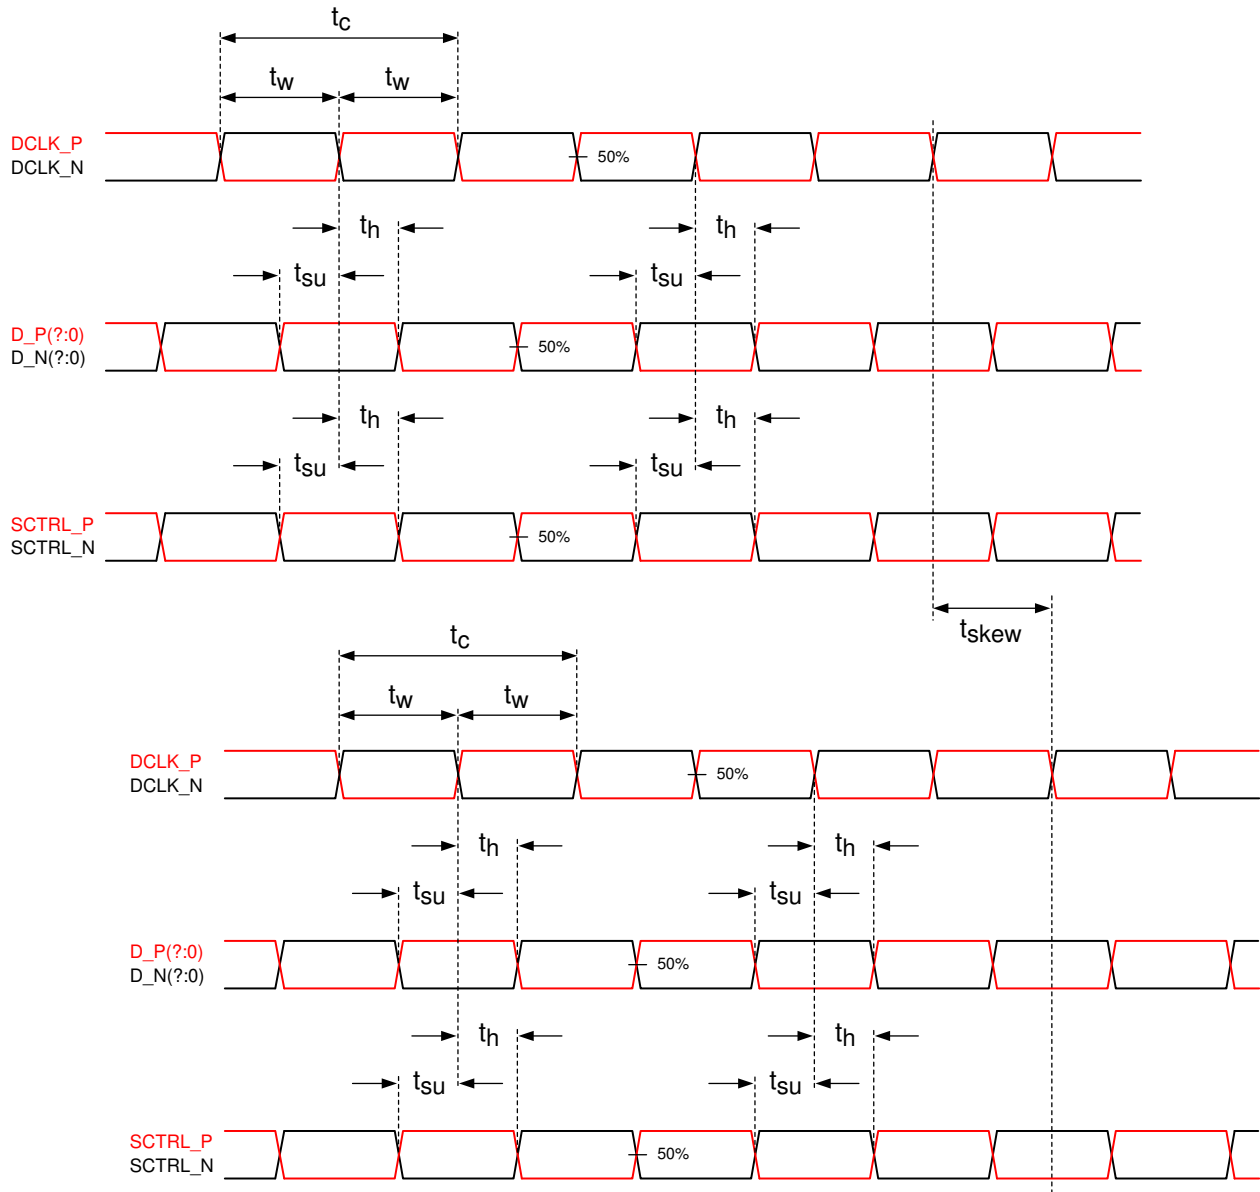 tc
tw tw
DCLK_P
DCLK_N
50%
th th
tsu tsu
D_P(?:0)
D_N(?:0)
50%
th th
tsu tsu
SCTRL_P
SCTRL_N
50%
tskew
tc
tw tw
DCLK_P
DCLK_N
50%
th th
tsu tsu
D_P(?:0)
D_N(?:0)
50%
th th
tsu tsu
SCTRL_P
SCTRL_N
50%